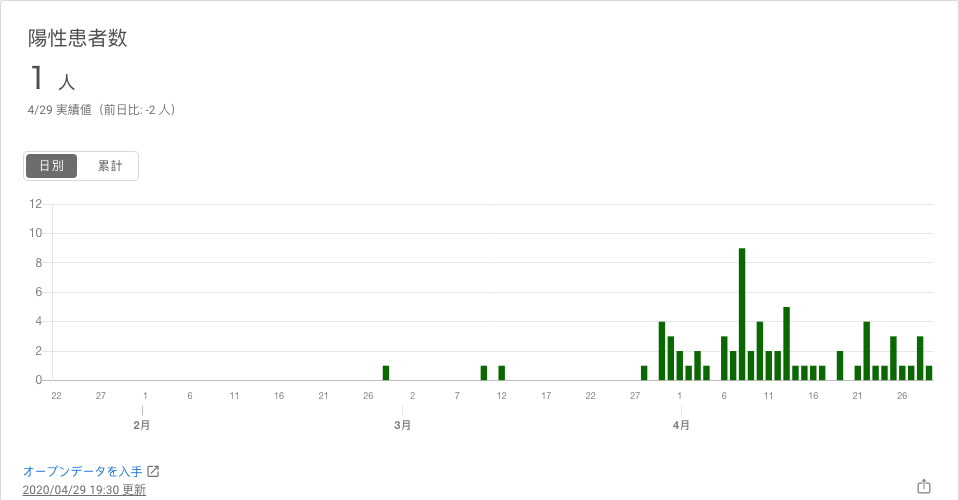 陽性患者数
1 人
4/29 実績値（前日比: -2 人）
日別 累計
12
10
8
6
4
2
0
22 27 1 6 11 16 21 26 2 7 12 17 22 27 1 6 11 16 21 26
2月 3月 4月
オープンデータを入手
2020/04/29 19:30 更新